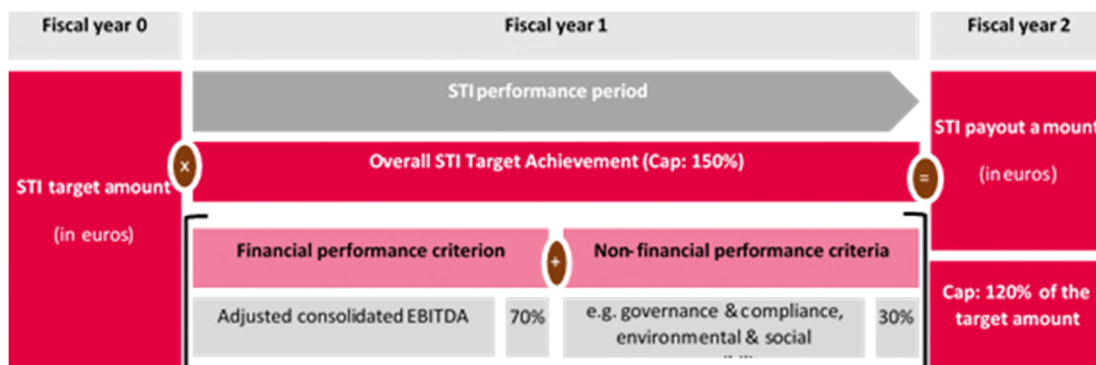 Fiscal year 0
Fiscal year 1
Fiscal year 2
STI performance period
STI target amount
(in euros)
x
Overall STI Target Achievement (Cap: 150%)
=
STI payout amount
(in euros)
Financial performance criterion
+
Non-financial performance criteria
Adjusted consolidated EBITDA
70%
e.g. governance & compliance,
environmental & social
30%
Cap: 120% of the
target amount